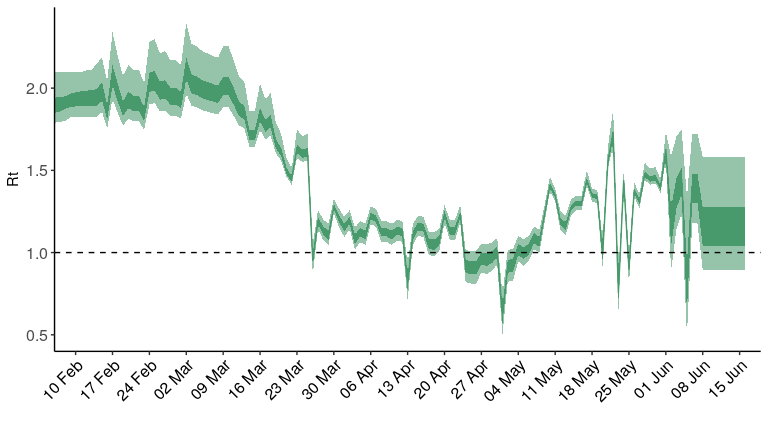 Rt
2.0
1.5
1.0
0.5
10 Feb
17 Feb
24 Feb
02 Mar
09 Mar
16 Mar
23 Mar
30 Mar
06 Apr
13 Apr
20 Apr
27 Apr
04 May
11 May
18 May
25 May
01 Jun
08 Jun
15 Jun